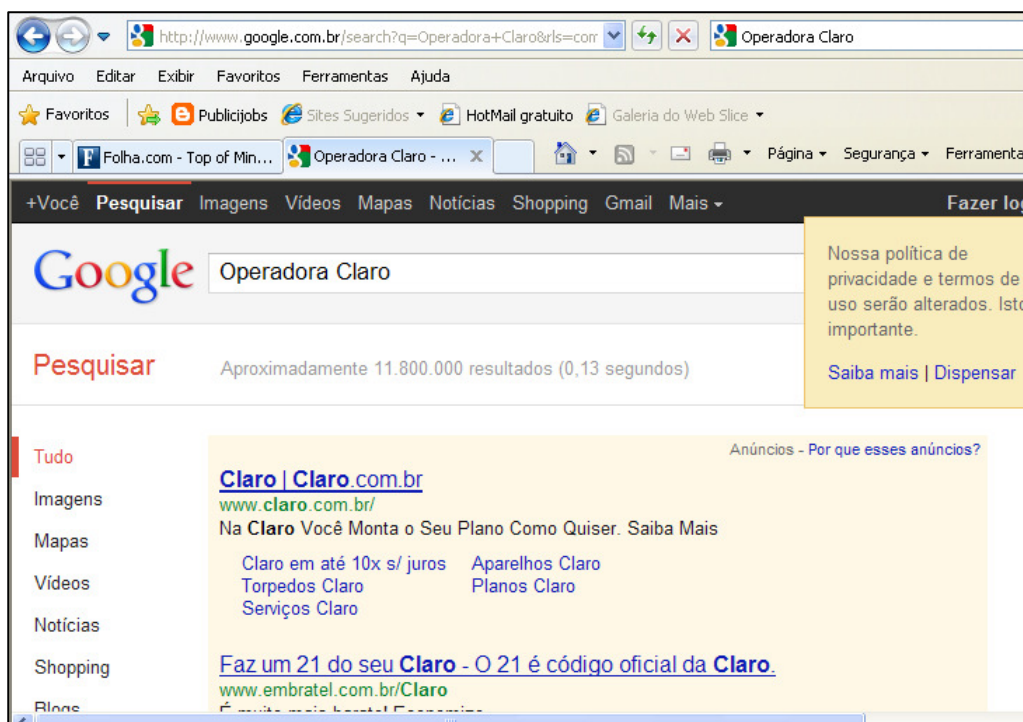 http://www.google.com.br/search?q=Operadora+Claro&rls=com Operadora Claro
Arquivo Editar Exibir Favoritos Ferramentas Ajuda
Favoritos Publicijobs Sites Sugeridos HotMail gratuito Galeria do Web Slice
Folha.com - Top of Min... Operadora Claro - ... Página Segurança Ferramenta
+Você Pesquisar Imagens Vídeos Mapas Notícias Shopping Gmail Mais Fazer log
Google Operadora Claro
Nossa política de
privacidade e termos de
uso serão alterados. Isto
importante.
Saiba mais | Dispensar
Pesquisar Aproximadamente 11.800.000 resultados (0,13 segundos)
Tudo
Imagens
Mapas
Vídeos
Notícias
Shopping
Blogs
Anúncios - Por que esses anúncios?
Claro | Claro.com.br
www.claro.com.br/
Na Claro Você Monta o Seu Plano Como Quiser. Saiba Mais
Claro em até 10x s/ juros Aparelhos Claro
Torpedos Claro Planos Claro
Serviços Claro
Faz um 21 do seu Claro - O 21 é código oficial da Claro.
www.embratel.com.br/Claro
É muito mais barato! Economize